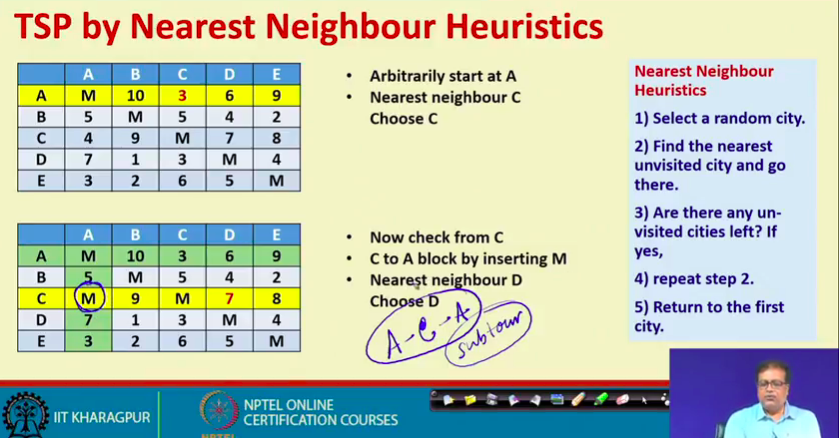 TSP by Nearest Neighbour Heuristics
A B C D E
A M 10 3 6 9
B 5 M 5 4 2
C 4 9 M 7 8
D 7 1 3 M 4
E 3 2 6 5 M
• Arbitrarily start at A
• Nearest neighbour C
Choose C
A B C D E
A M 10 3 6 9
B 5 M 5 4 2
C M 9 M 7 8
D 7 1 3 M 4
E 3 2 6 5 M
• Now check from C
• C to A block by inserting M
• Nearest neighbour D
Choose D
A-C-A
subtour
Nearest Neighbour
Heuristics
1) Select a random city.
2) Find the nearest
unvisited city and go
there.
3) Are there any un-
visited cities left? If
yes,
4) repeat step 2.
5) Return to the first
city.
IIT KHARAGPUR
NPTEL ONLINE
CERTIFICATION COURSES
NPTEL